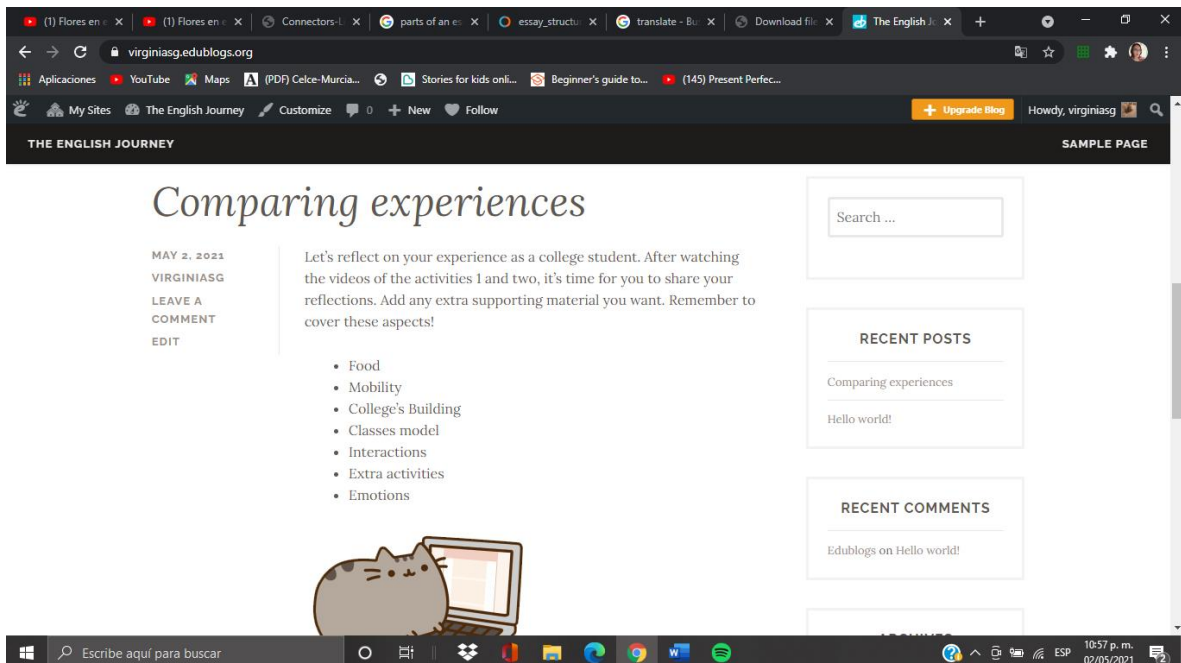 (1) Flores en e
(1) Flores en e
Connectors-L
parts of an es
essay_structu
translate - Bu
Download file
The English Jo
virginiasg.edublogs.org
Aplicaciones
YouTube
Maps
(PDF) Celce-Murcia...
Stories for kids onli...
Beginner's guide to...
(145) Present Perfec...
My Sites
The English Journey
Customize
0
New
Follow
Upgrade Blog
Howdy, virginiasg
THE ENGLISH JOURNEY
SAMPLE PAGE
Comparing experiences
MAY 2, 2021
VIRGINIASG
LEAVE A
COMMENT
EDIT
Let's reflect on your experience as a college student. After watching
the videos of the activities 1 and two, it's time for you to share your
reflections. Add any extra supporting material you want. Remember to
cover these aspects!
• Food
• Mobility
• College's Building
• Classes model
• Interactions
• Extra activities
• Emotions
Search ...
RECENT POSTS
Comparing experiences
Hello world!
RECENT COMMENTS
Edublogs on Hello world!
ARCHIVES
Escribe aquí para buscar
ESP
10:57 p. m.
02/05/2021